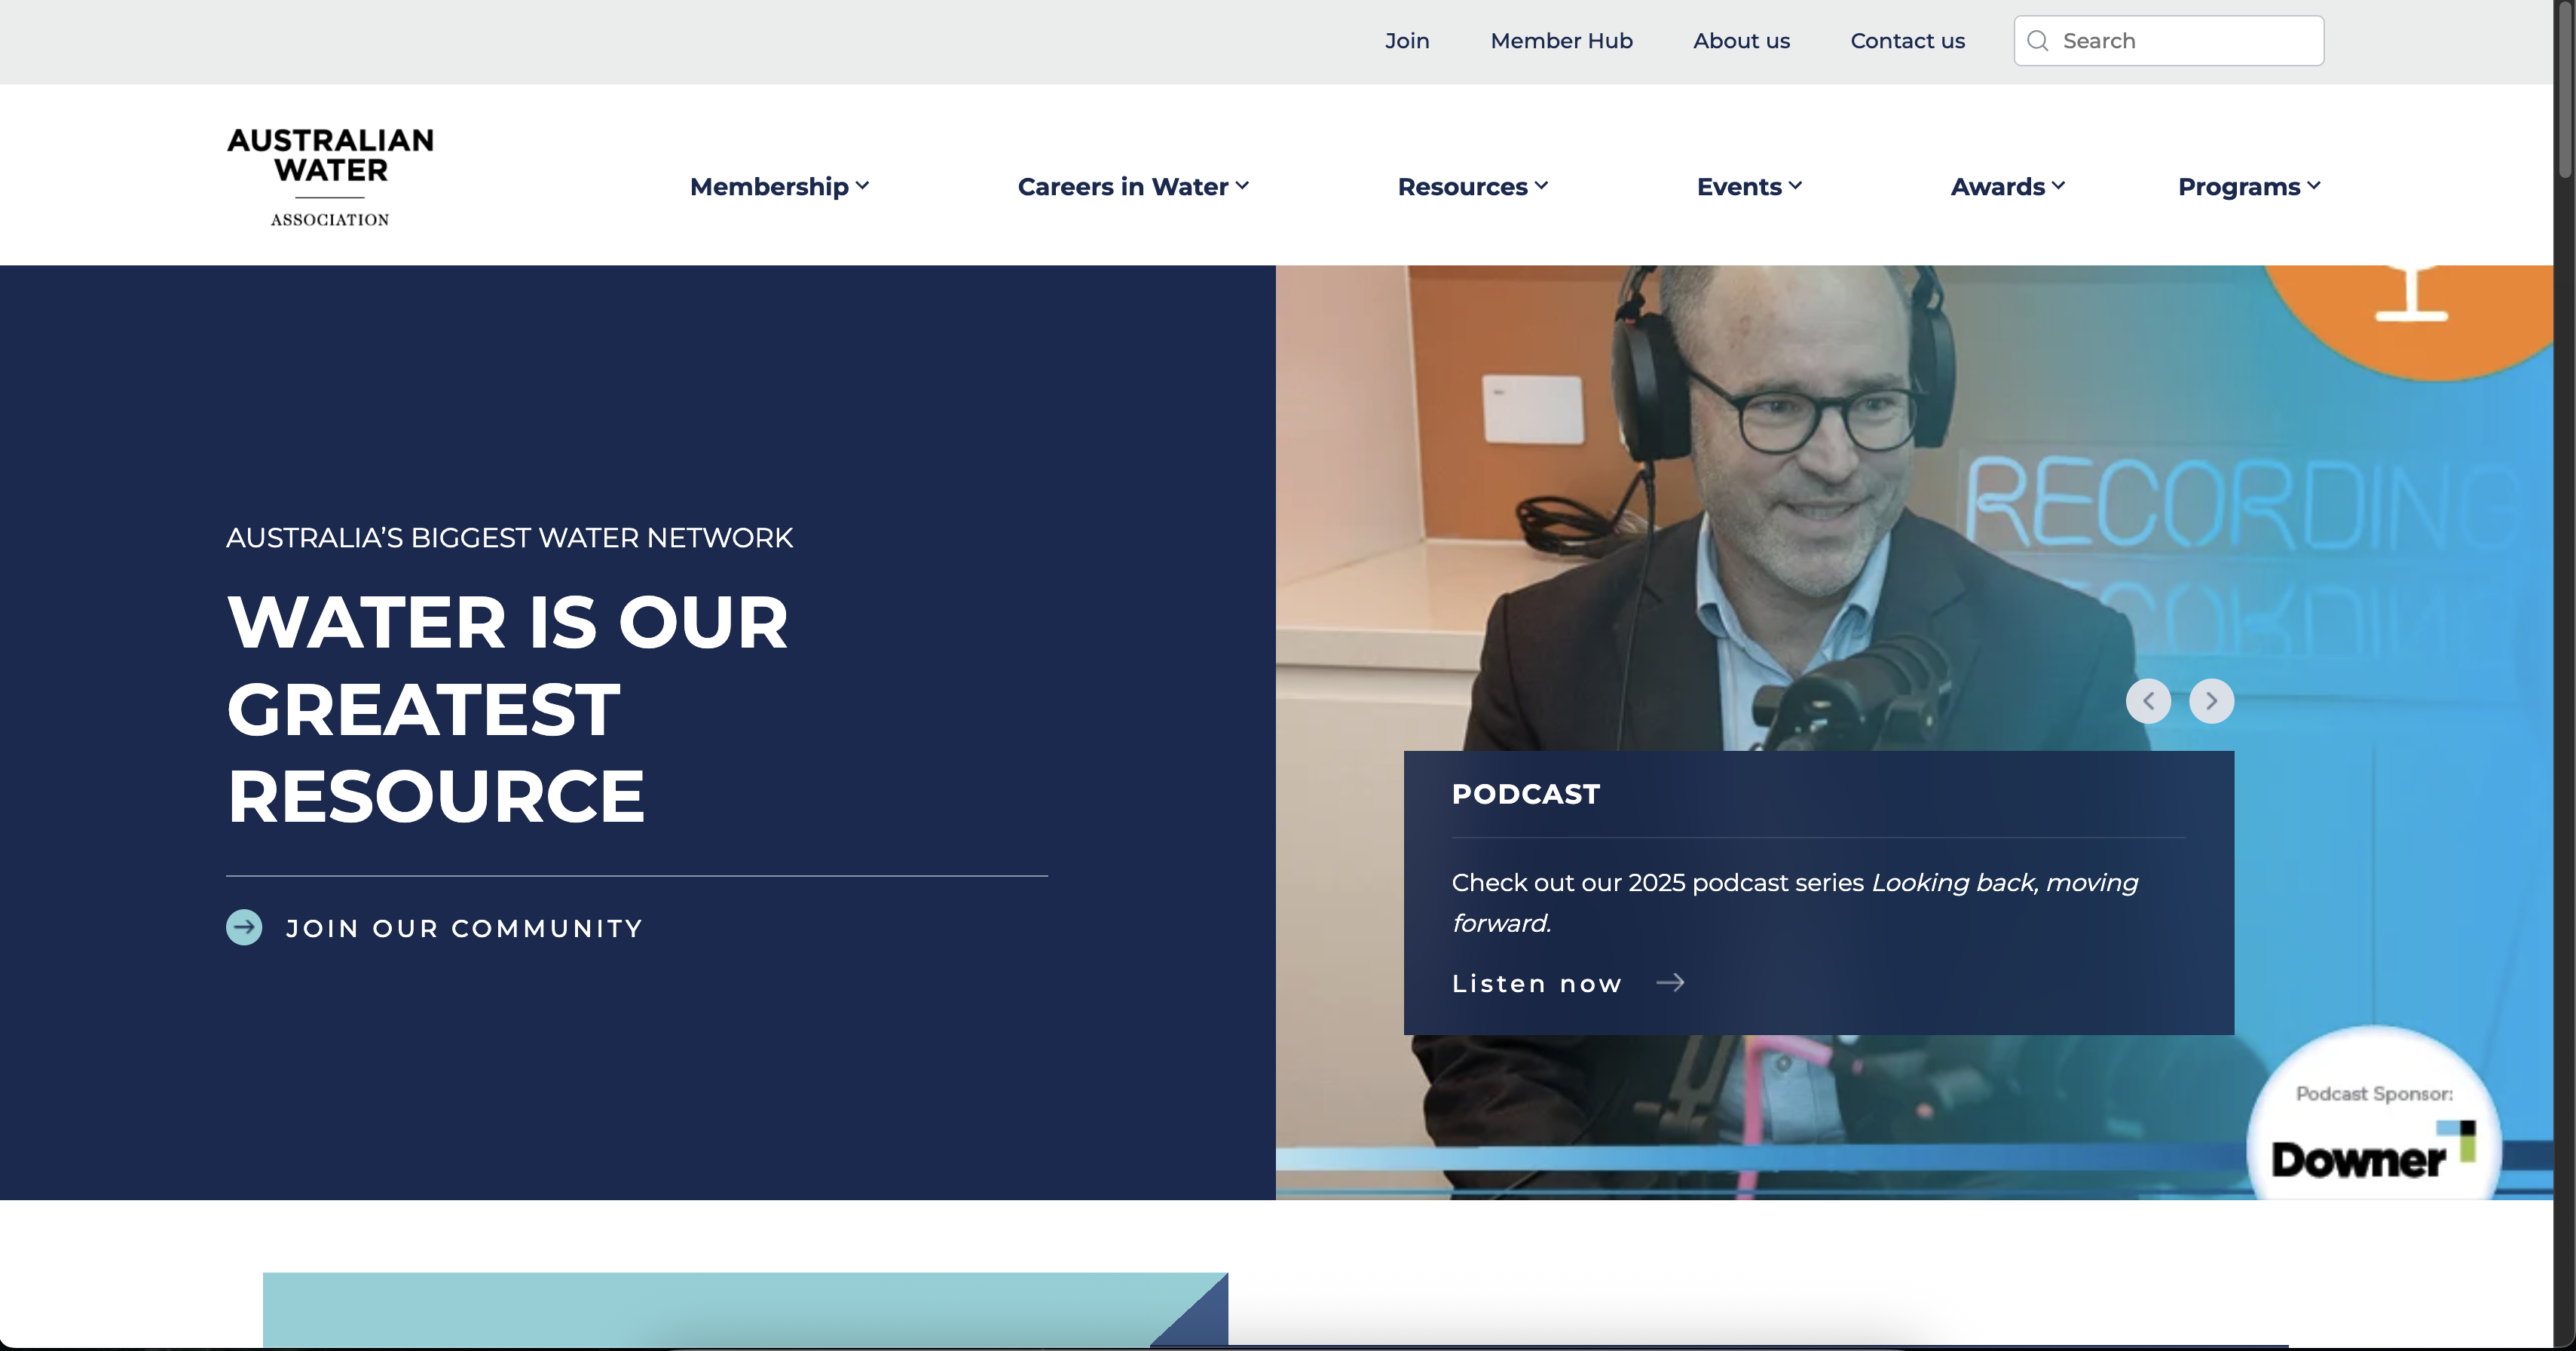 Join
Member Hub
About us
Contact us
Search
AUSTRALIAN
WATER
ASSOCIATION
Membership
Careers in Water
Resources
Events
Awards
Programs
AUSTRALIA’S BIGGEST WATER NETWORK
WATER IS OUR
GREATEST
RESOURCE
JOIN OUR COMMUNITY
RECORDING
PODCAST
Check out our 2025 podcast series Looking back, moving
forward.
Listen now
Podcast Sponsor:
Downer